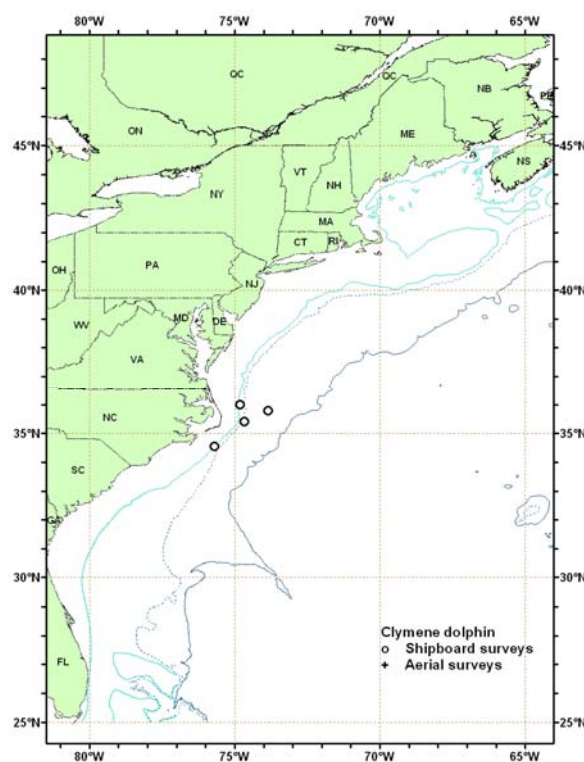 80°W 75°W 70°W 65°W
QC
QC
NB
PE
ON
ME
45°N 45°N
NS
VT
NH
NY
MA
CT RI
OH PA
40°N NJ 40°N
MD DE
WV
VA
NC
35°N 35°N
SC
GA
30°N 30°N
Clymene dolphin
Shipboard surveys
FL + Aerial surveys
25°N 25°N
80°W 75°W 70°W 65°W